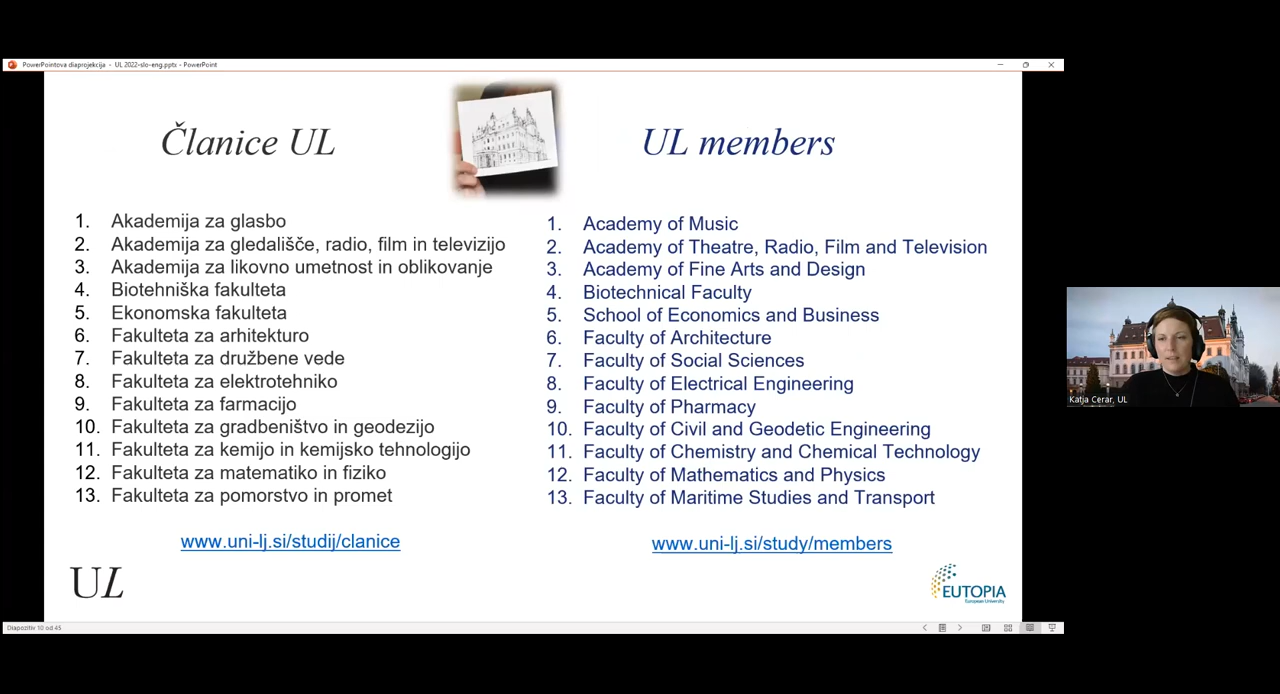 PowerPointova diaprojekcija - UL 2022-slo-eng.pptx - PowerPoint
Članice UL
1. Akademija za glasbo
2. Akademija za gledališče, radio, film in televizijo
3. Akademija za likovno umetnost in oblikovanje
4. Biotehniška fakulteta
5. Ekonomska fakulteta
6. Fakulteta za arhitekturo
7. Fakulteta za družbene vede
8. Fakulteta za elektrotehniko
9. Fakulteta za farmacijo
10. Fakulteta za gradbeništvo in geodezijo
11. Fakulteta za kemijo in kemijsko tehnologijo
12. Fakulteta za matematiko in fiziko
13. Fakulteta za pomorstvo in promet
www.uni-lj.si/studij/clanice
UL members
1. Academy of Music
2. Academy of Theatre, Radio, Film and Television
3. Academy of Fine Arts and Design
4. Biotechnical Faculty
5. School of Economics and Business
6. Faculty of Architecture
7. Faculty of Social Sciences
8. Faculty of Electrical Engineering
9. Faculty of Pharmacy
10. Faculty of Civil and Geodetic Engineering
11. Faculty of Chemistry and Chemical Technology
12. Faculty of Mathematics and Physics
13. Faculty of Maritime Studies and Transport
www.uni-lj.si/study/members
UL
EUTOPIA
European University
Diapozitiv 10 od 45
Katja Cerar, UL